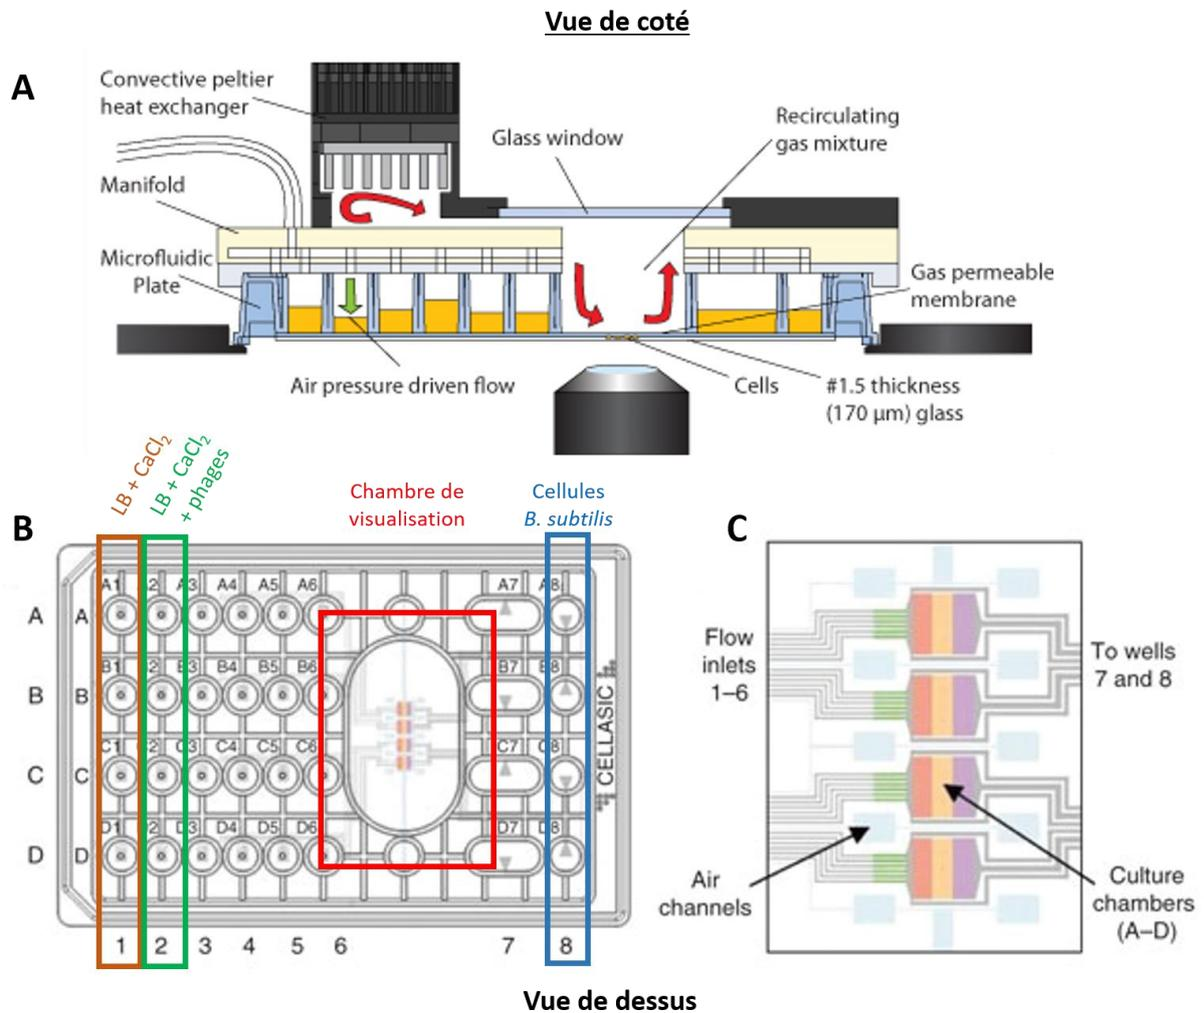 Vue de coté
A
Convective peltier
heat exchanger
Glass window
Recirculating
gas mixture
Manifold
Microfluidic
Plate
Gas permeable
membrane
Air pressure driven flow
Cells
#1.5 thickness
(170 µm) glass
LB + CaCl₂
LB + CaCl₂
+ phages
Chambre de
visualisation
Cellules
B. subtilis
B
C
A1 2 A3 A4 A5 A6 A7 A8
A A
B1 2 B3 B4 B5 B6 B7 B8
B B
C1 2 C3 C4 C5 C6 C7 C8
C C
D1 2 D3 D4 D5 D6 D7 D8
D D
CELLASIC
1 2 3 4 5 6 7 8
Flow
inlets
1–6
To wells
7 and 8
Air
channels
Culture
chambers
(A–D)
Vue de dessus